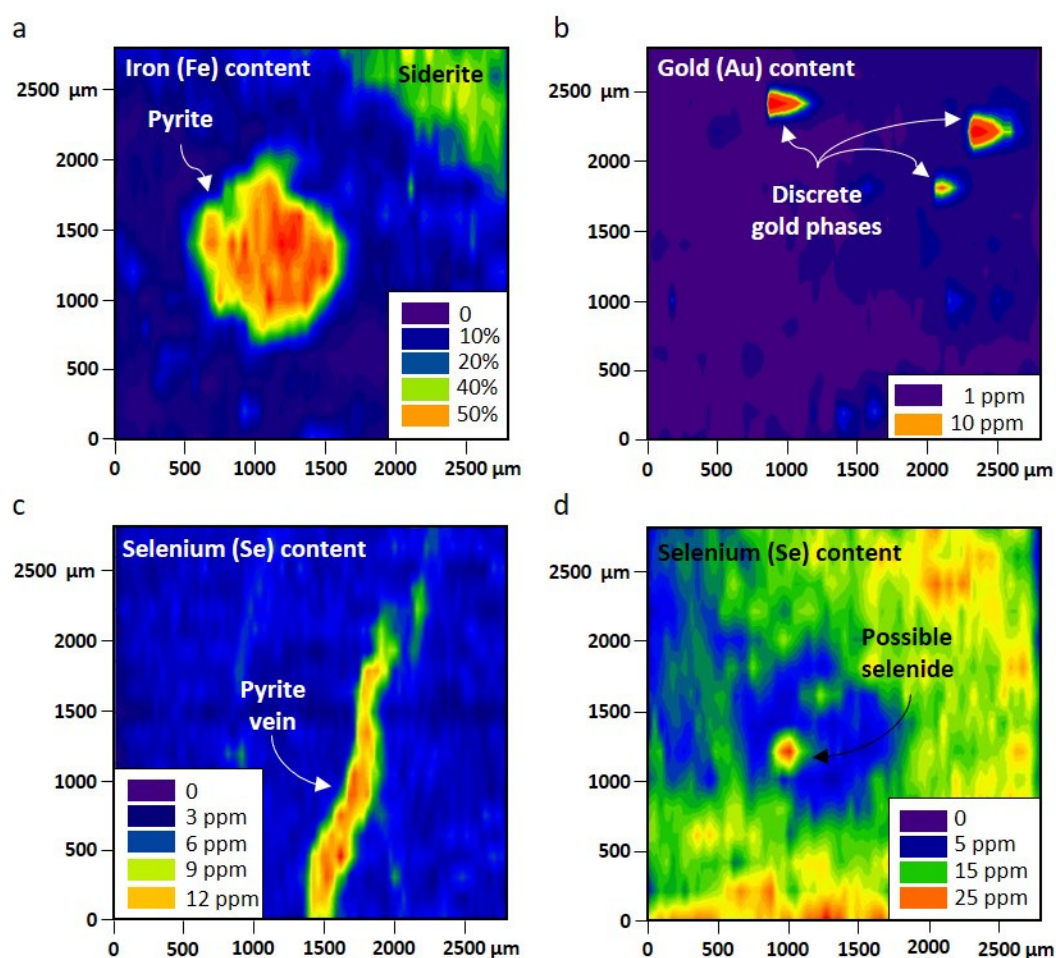 a
Iron (Fe) content
Siderite
Pyrite
2500 µm
2000
1500
1000
500
0
0
10%
20%
40%
50%
0 500 1000 1500 2000 2500 µm
b
Gold (Au) content
Discrete
gold phases
2500 µm
2000
1500
1000
500
0
1 ppm
10 ppm
0 500 1000 1500 2000 2500 µm
c
Selenium (Se) content
Pyrite
vein
2500 µm
2000
1500
1000
500
0
0
3 ppm
6 ppm
9 ppm
12 ppm
0 500 1000 1500 2000 2500 µm
d
Selenium (Se) content
Possible
selenide
2500 µm
2000
1500
1000
500
0
0
5 ppm
15 ppm
25 ppm
0 500 1000 1500 2000 2500 µm